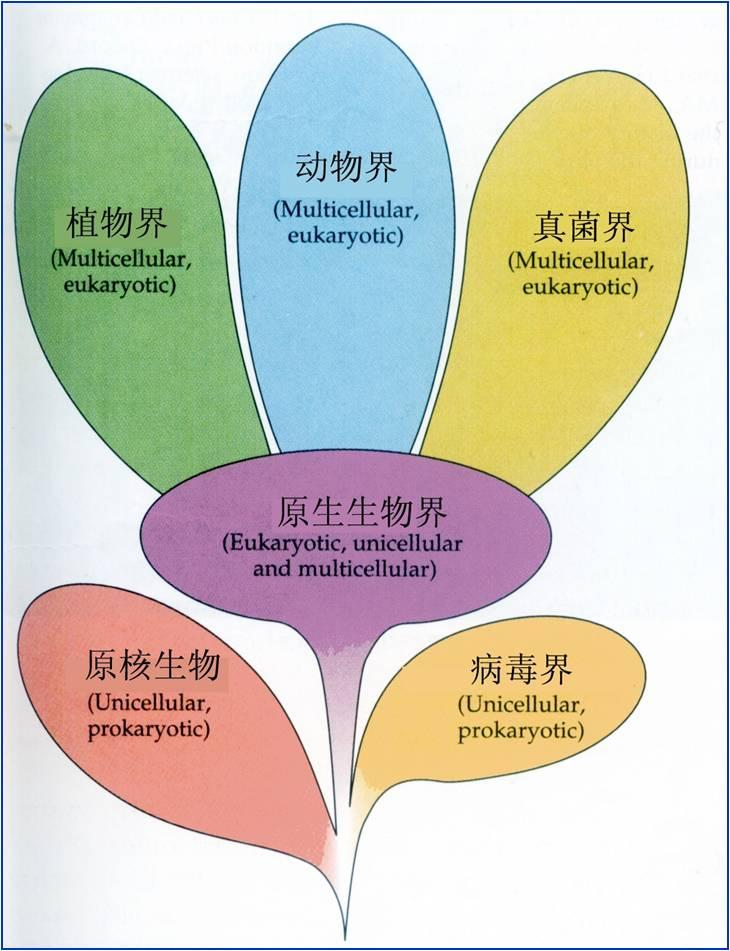 动物界
(Multicellular,
eukaryotic)
植物界
(Multicellular,
eukaryotic)
真菌界
(Multicellular,
eukaryotic)
原生生物界
(Eukaryotic, unicellular
and multicellular)
原核生物
(Unicellular,
prokaryotic)
病毒界
(Unicellular,
prokaryotic)